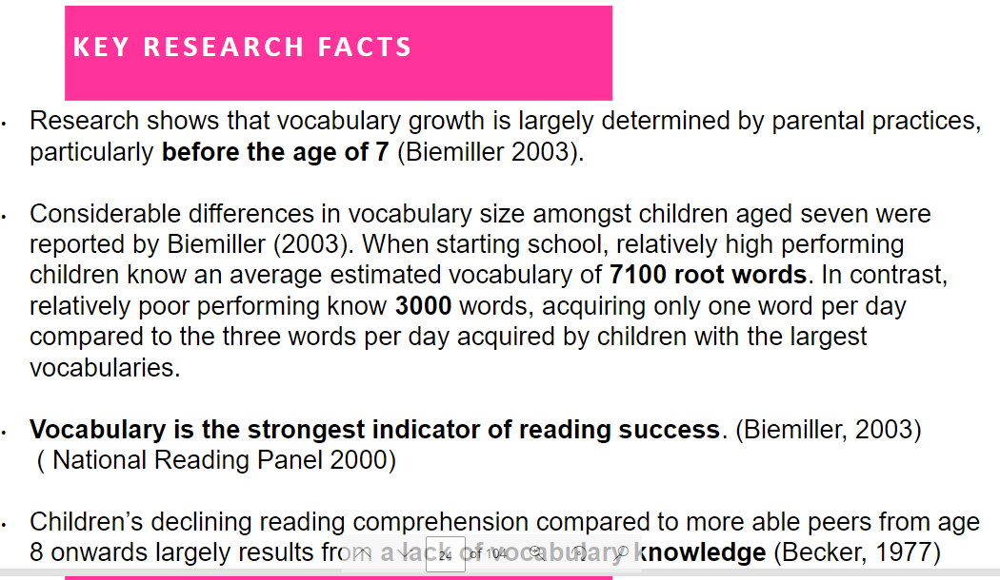 KEY RESEARCH FACTS
• Research shows that vocabulary growth is largely determined by parental practices,
particularly before the age of 7 (Biemiller 2003).
• Considerable differences in vocabulary size amongst children aged seven were
reported by Biemiller (2003). When starting school, relatively high performing
children know an average estimated vocabulary of 7100 root words. In contrast,
relatively poor performing know 3000 words, acquiring only one word per day
compared to the three words per day acquired by children with the largest
vocabularies.
• Vocabulary is the strongest indicator of reading success. (Biemiller, 2003)
( National Reading Panel 2000)
• Children’s declining reading comprehension compared to more able peers from age
8 onwards largely results from a lack of vocabulary knowledge (Becker, 1977)
24 of 104